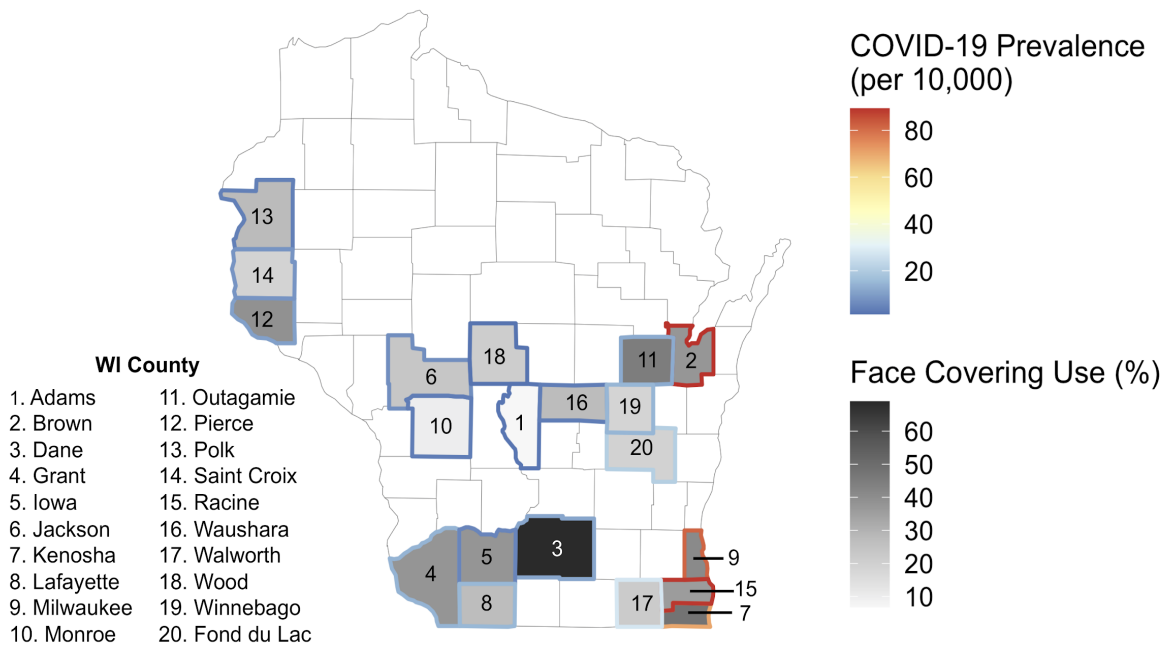 COVID-19 Prevalence
(per 10,000)
80
60
40
20
Face Covering Use (%)
60
50
40
30
20
10
13
14
12
18
6
10
1
16
11
2
19
20
4
5
3
8
17
9
15
7
WI County
1. Adams 11. Outagamie
2. Brown 12. Pierce
3. Dane 13. Polk
4. Grant 14. Saint Croix
5. Iowa 15. Racine
6. Jackson 16. Waushara
7. Kenosha 17. Walworth
8. Lafayette 18. Wood
9. Milwaukee 19. Winnebago
10. Monroe 20. Fond du Lac